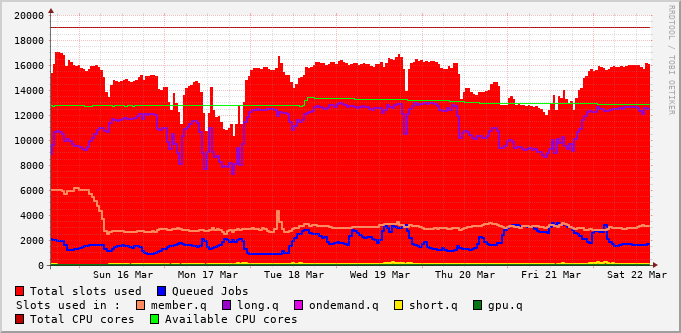 20000
18000
16000
14000
12000
10000
8000
6000
4000
2000
0
Sun 16 Mar Mon 17 Mar Tue 18 Mar Wed 19 Mar Thu 20 Mar Fri 21 Mar Sat 22 Mar
RRDTOOL / TOBI OETIKER
Total slots used Queued Jobs
Slots used in : member.q long.q ondemand.q short.q gpu.q
Total CPU cores Available CPU cores